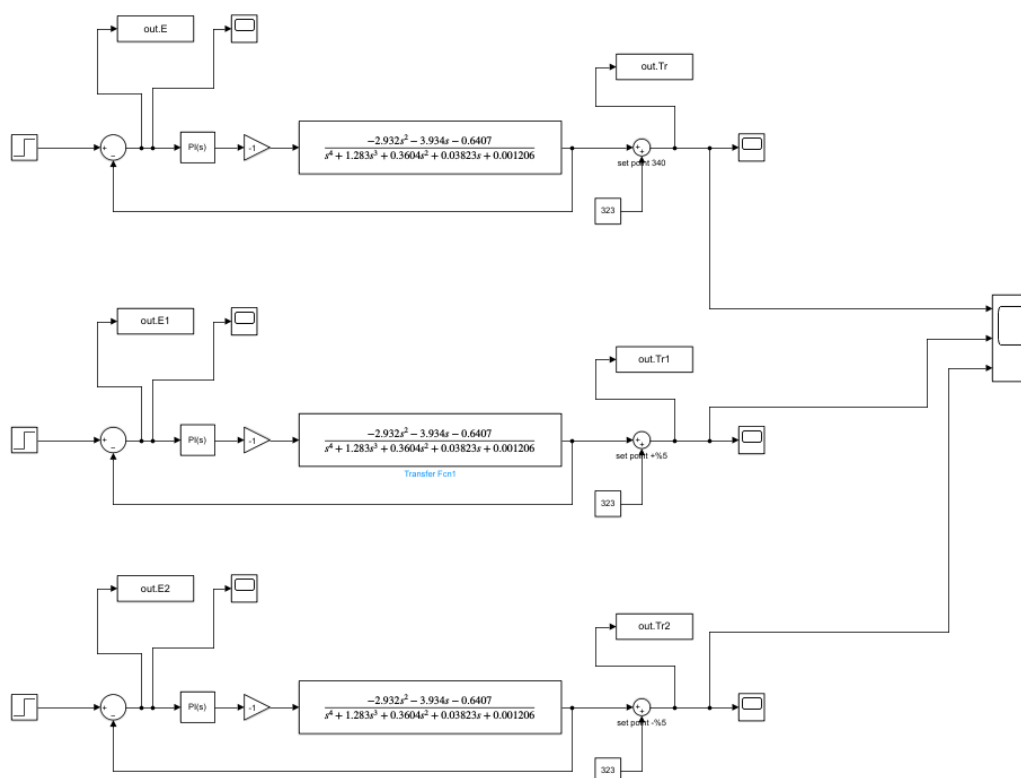 out.E
out.Tr
+
−
PI(s)
-1
−2.932s² − 3.934s − 0.6407
s⁴ + 1.283s³ + 0.3604s² + 0.03823s + 0.001206
+
+
set point 340
323
out.E1
out.Tr1
+
−
PI(s)
-1
−2.932s² − 3.934s − 0.6407
s⁴ + 1.283s³ + 0.3604s² + 0.03823s + 0.001206
Transfer Fcn1
+
+
set point +%5
323
out.E2
out.Tr2
+
−
PI(s)
-1
−2.932s² − 3.934s − 0.6407
s⁴ + 1.283s³ + 0.3604s² + 0.03823s + 0.001206
+
+
set point -%5
323